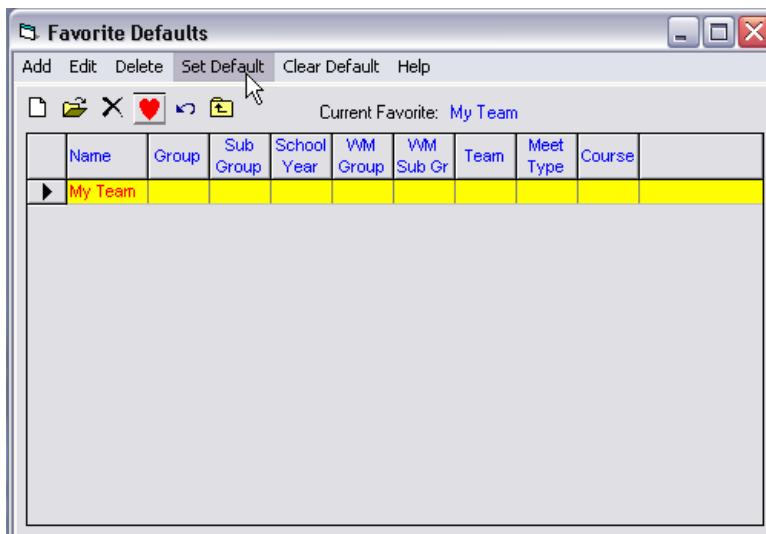 Favorite Defaults
Add Edit Delete Set Default Clear Default Help
Current Favorite: My Team
Name Group Sub Group School Year WM Group WM Sub Gr Team Meet Type Course
My Team